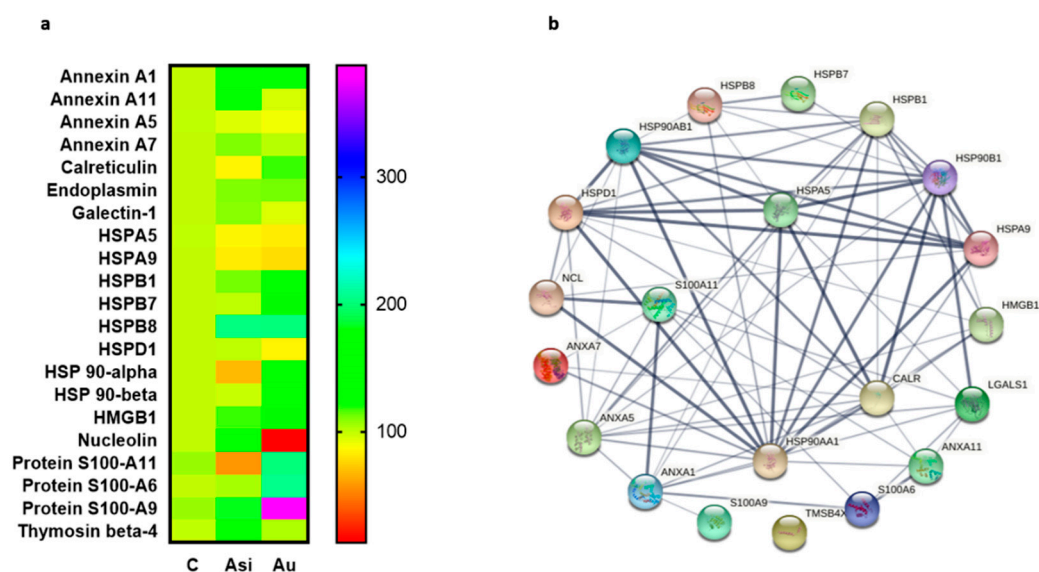 a
Annexin A1
Annexin A11
Annexin A5
Annexin A7
Calreticulin
Endoplasmin
Galectin-1
HSPA5
HSPA9
HSPB1
HSPB7
HSPB8
HSPD1
HSP 90-alpha
HSP 90-beta
HMGB1
Nucleolin
Protein S100-A11
Protein S100-A6
Protein S100-A9
Thymosin beta-4
C Asi Au
300
200
100
b
HSPB7
HSPB8
HSPB1
HSP90AB1
HSP90B1
HSPD1
HSPA5
HSPA9
NCL
S100A11
HMGB1
ANXA7
CALR
LGALS1
ANXA5
HSP90AA1
ANXA11
ANXA1
S100A6
S100A9
TMSB4X